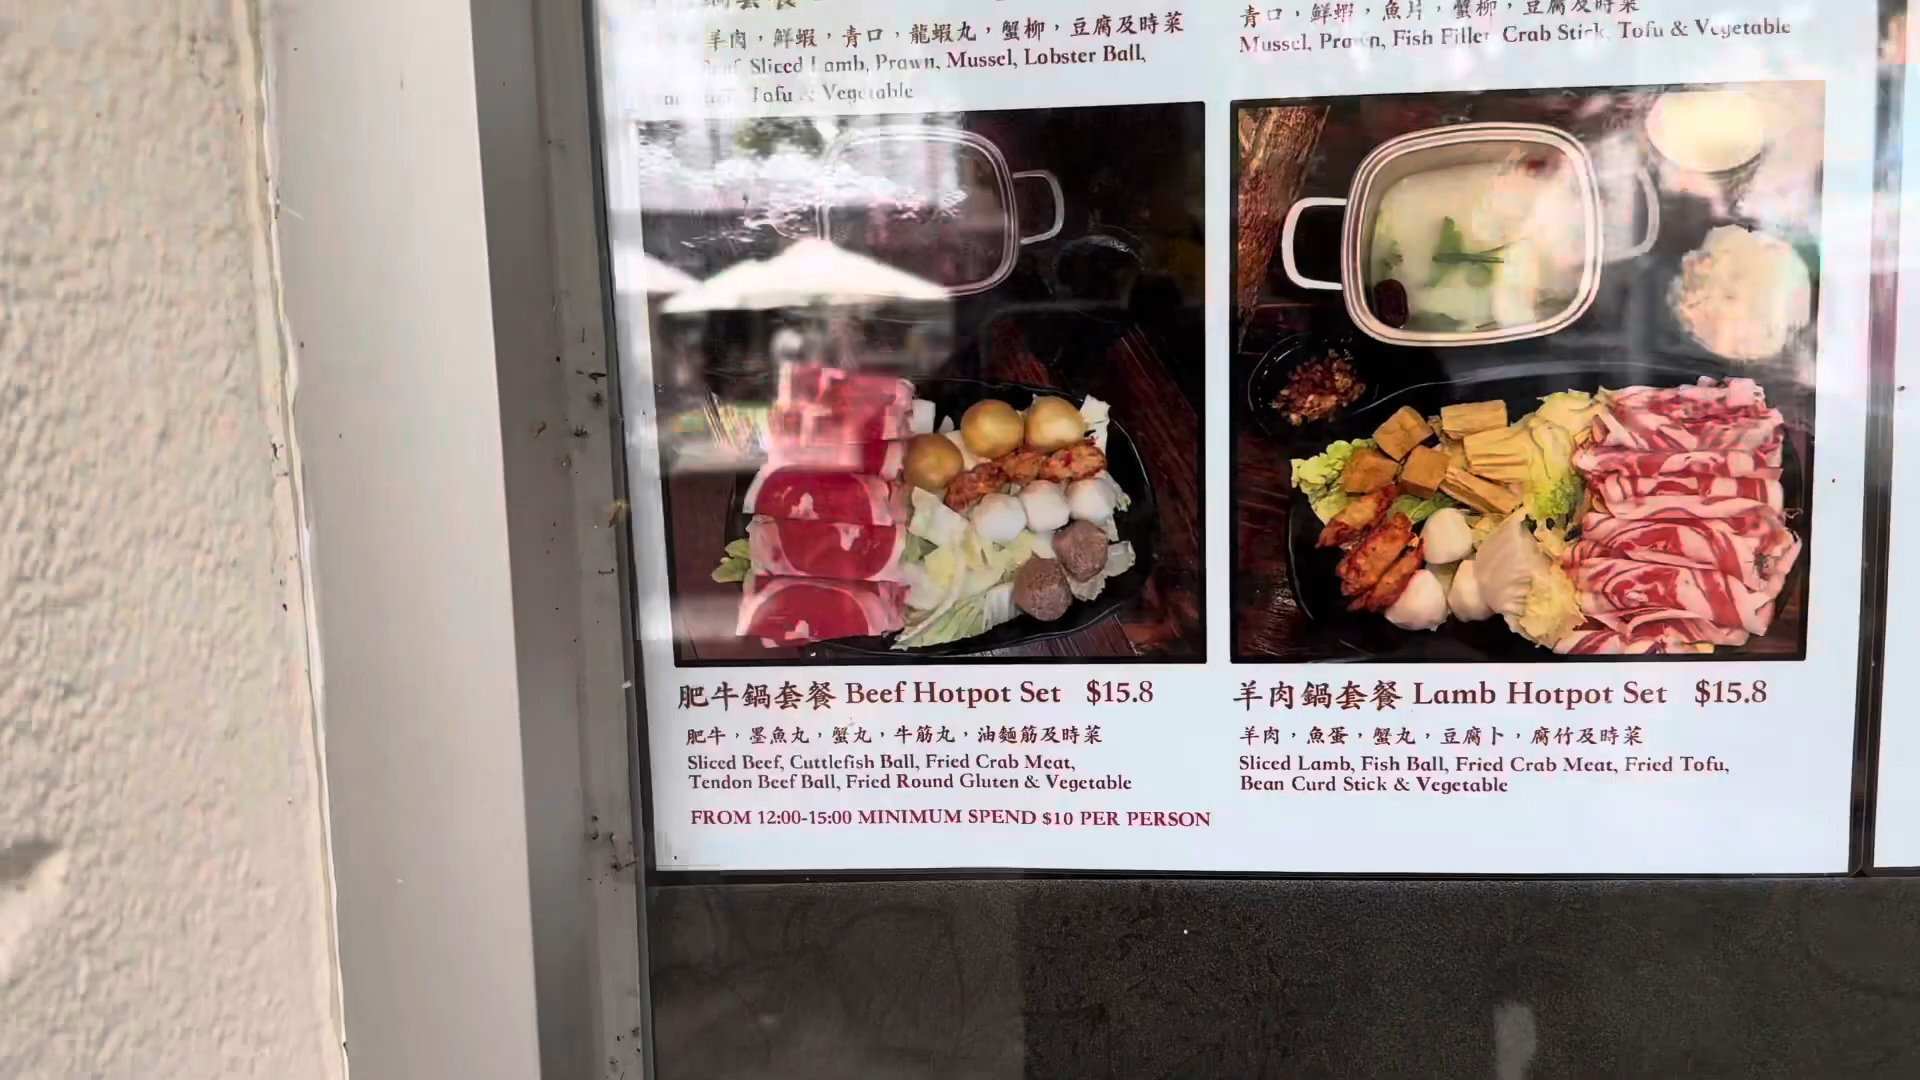 羊肉，鮮蝦，青口，龍蝦丸，蟹柳，豆腐及時菜
Sliced Lamb, Prawn, Mussel, Lobster Ball,
Tofu & Vegetable
青口，鮮蝦，魚片，蟹柳，豆腐及時菜
Mussel, Prawn, Fish Fillet Crab Stick, Tofu & Vegetable
肥牛鍋套餐 Beef Hotpot Set $15.8
肥牛，墨魚丸，蟹丸，牛筋丸，油麵筋及時菜
Sliced Beef, Cuttlefish Ball, Fried Crab Meat,
Tendon Beef Ball, Fried Round Gluten & Vegetable
FROM 12:00-15:00 MINIMUM SPEND $10 PER PERSON
羊肉鍋套餐 Lamb Hotpot Set $15.8
羊肉，魚蛋，蟹丸，豆腐卜，腐竹及時菜
Sliced Lamb, Fish Ball, Fried Crab Meat, Fried Tofu,
Bean Curd Stick & Vegetable